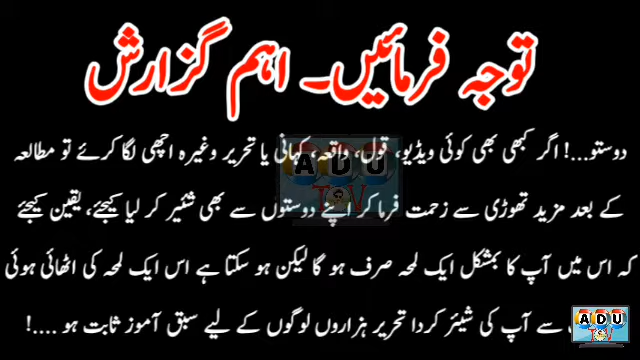 توجہ فرمائیں۔ اہم گزارش
دوستو...! اگر کبھی بھی کوئی ویڈیو، قول، واقعہ، کہانی یا تحریر وغیرہ اچھی لگا کرئے تو مطالعہ
کے بعد مزید تھوڑی سے زحمت فرما کر اپنے دوستوں سے بھی شئیر کر لیا کیجئے، یقین کیجئے
کہ اس میں آپ کا بمشکل ایک لمحہ صرف ہو گا لیکن ہو سکتا ہے اس ایک لمحہ کی اٹھائی ہوئی
سے آپ کی شیئر کردا تحریر ہزاروں لوگوں کے لیے سبق آموز ثابت ہو ....!
ADU
TV
ADU
TV